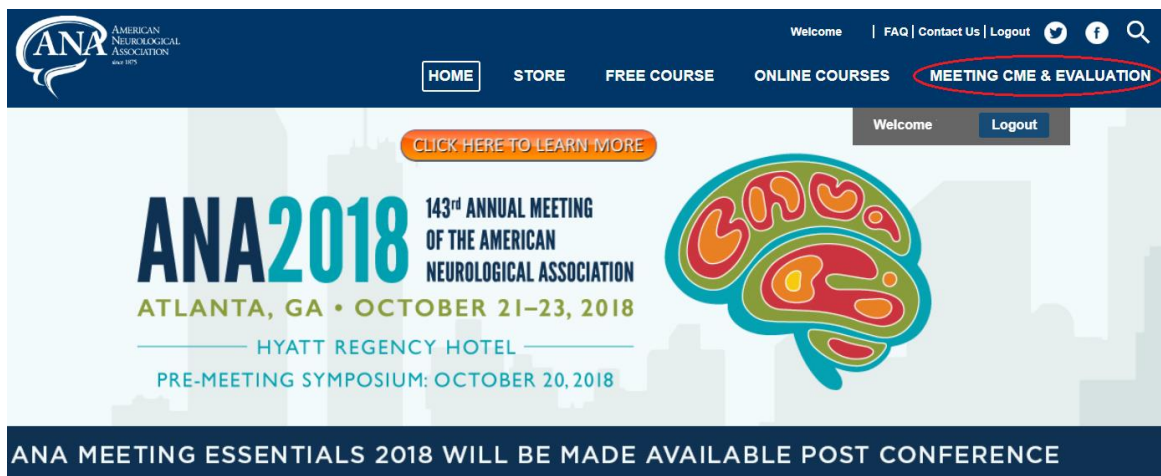 ANA
AMERICAN
NEUROLOGICAL
ASSOCIATION
since 1875
Welcome | FAQ | Contact Us | Logout
HOME STORE FREE COURSE ONLINE COURSES MEETING CME & EVALUATION
Welcome Logout
CLICK HERE TO LEARN MORE
ANA2018
143rd ANNUAL MEETING
OF THE AMERICAN
NEUROLOGICAL ASSOCIATION
ATLANTA, GA • OCTOBER 21–23, 2018
HYATT REGENCY HOTEL
PRE-MEETING SYMPOSIUM: OCTOBER 20, 2018
ANA MEETING ESSENTIALS 2018 WILL BE MADE AVAILABLE POST CONFERENCE